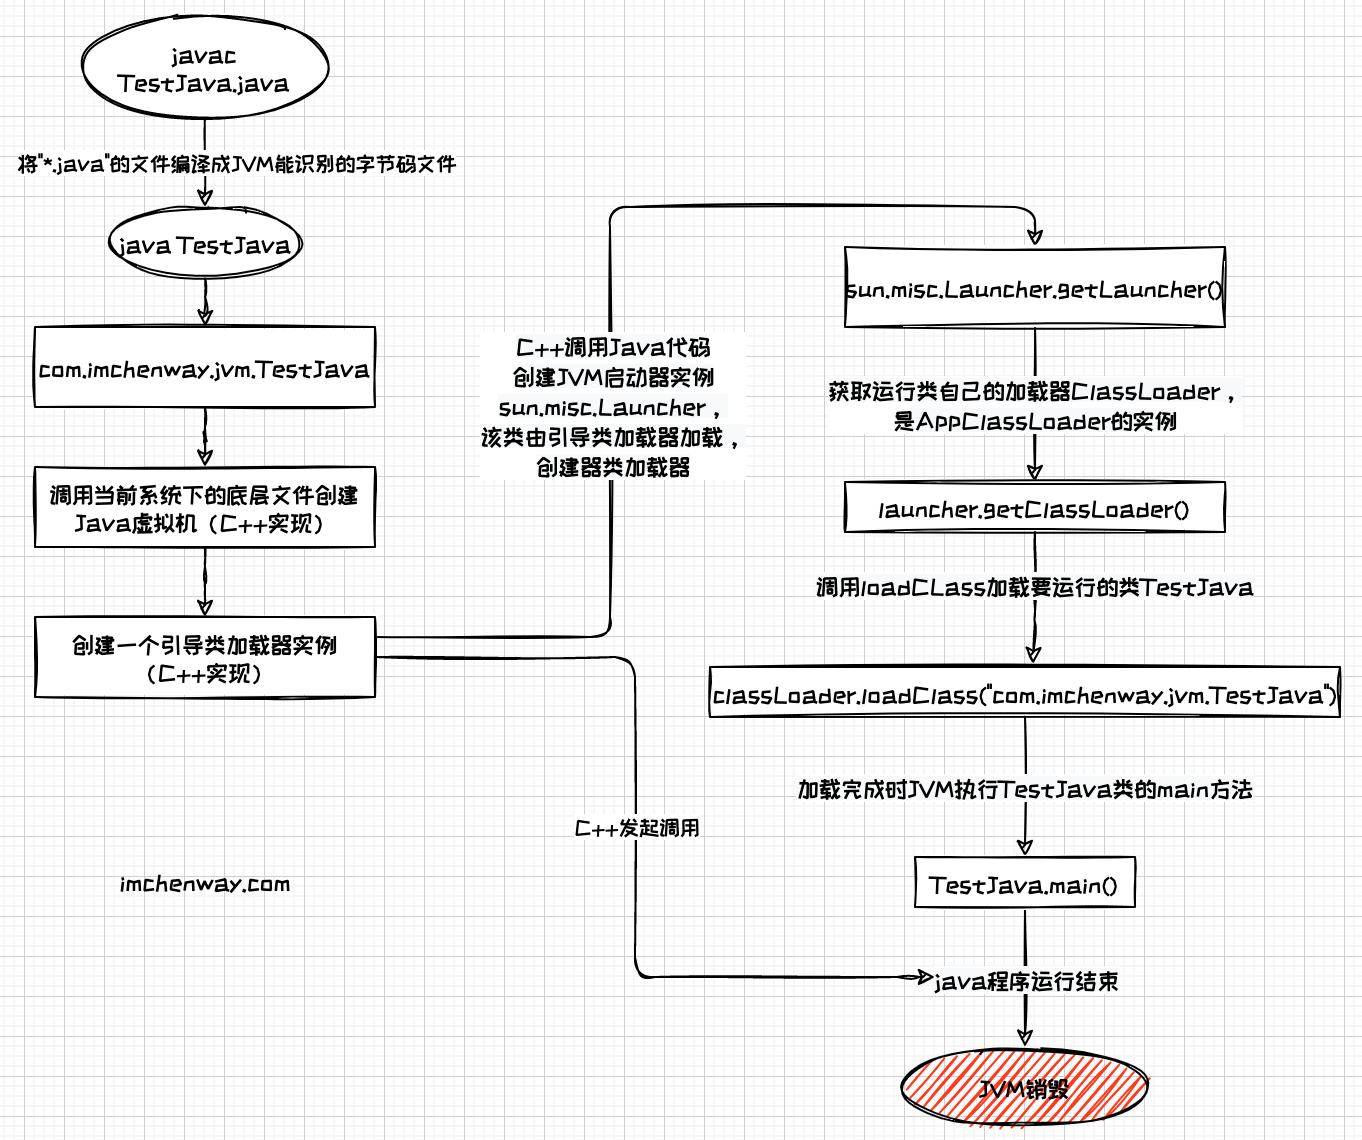 javac
TestJava.java
将"*.java"的文件编译成JVM能识别的字节码文件
java TestJava
com.imchenway.jvm.TestJava
调用当前系统下的底层文件创建
Java虚拟机（C++实现）
创建一个引导类加载器实例
（C++实现）
C++调用Java代码
创建JVM启动器实例
sun.misc.Launcher，
该类由引导类加载器加载，
创建器类加载器
sun.misc.Launcher.getLauncher()
获取运行类自己的加载器ClassLoader，
是AppClassLoader的实例
launcher.getClassLoader()
调用loadCLass加载要运行的类TestJava
classLoader.loadClass("com.imchenway.jvm.TestJava")
加载完成时JVM执行TestJava类的main方法
C++发起调用
TestJava.main()
imchenway.com
java程序运行结束
JVM销毁